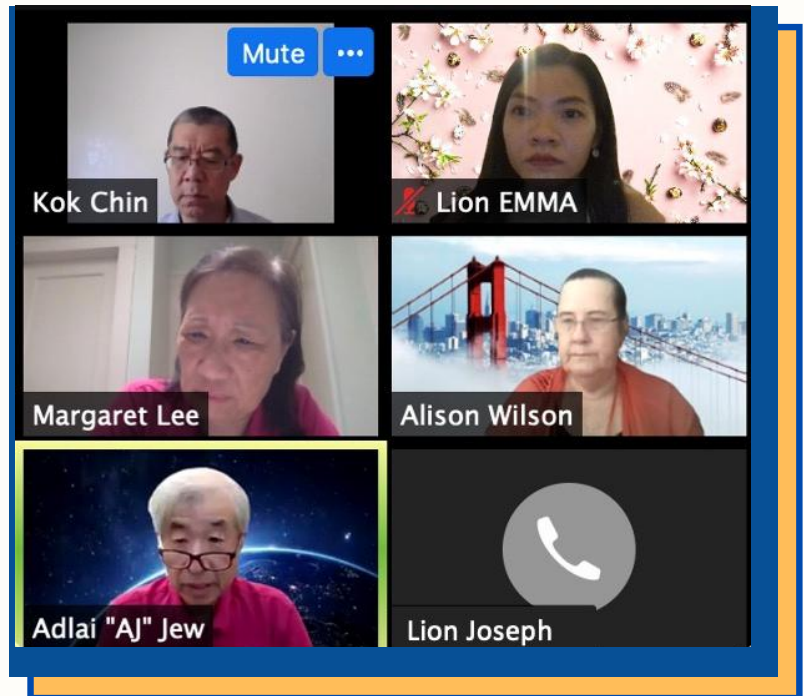 Mute
Kok Chin
Lion EMMA
Margaret Lee
Alison Wilson
Adlai "AJ" Jew
Lion Joseph